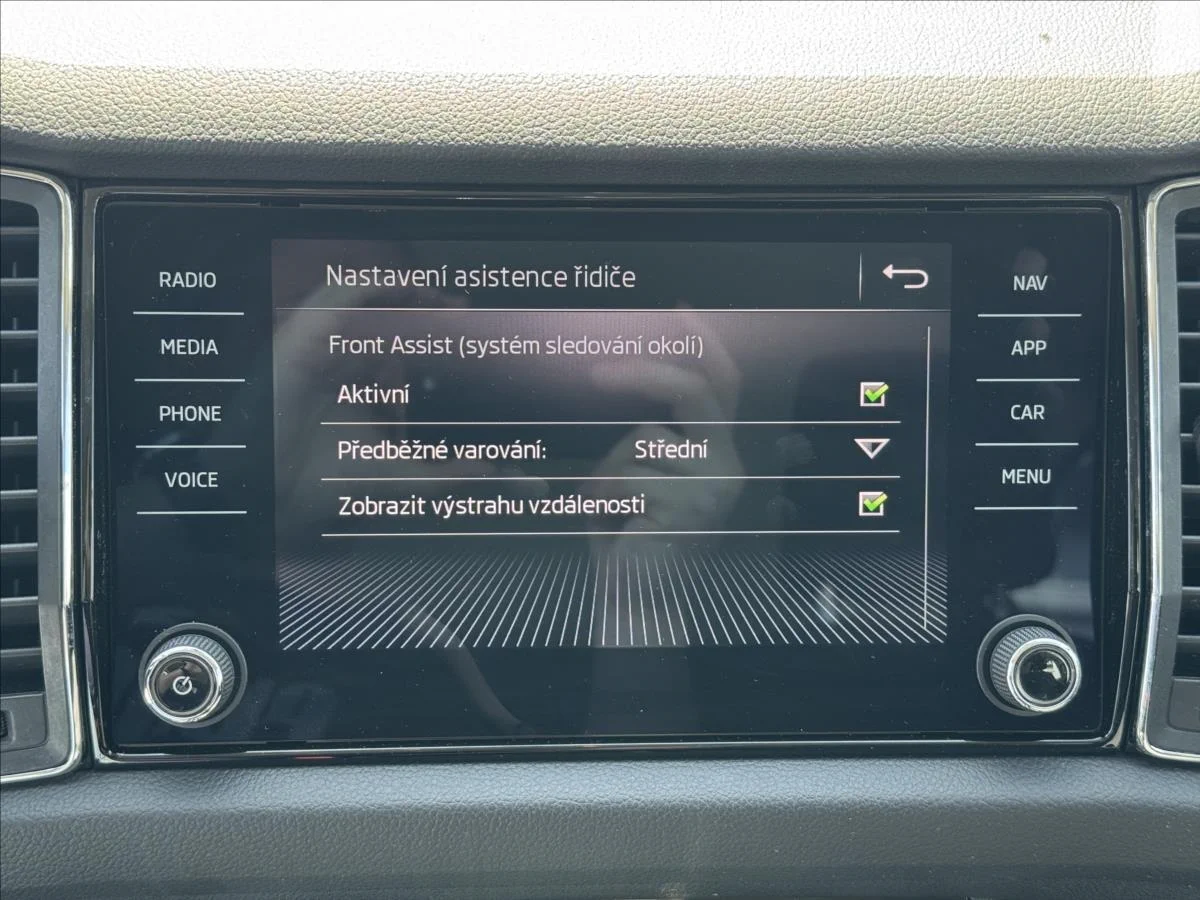 Nastavení asistence řidiče
Front Assist (systém sledování okolí)
Aktivní
Předběžné varování: Střední
Zobrazit výstrahu vzdálenosti
RADIO
MEDIA
PHONE
VOICE
NAV
APP
CAR
MENU